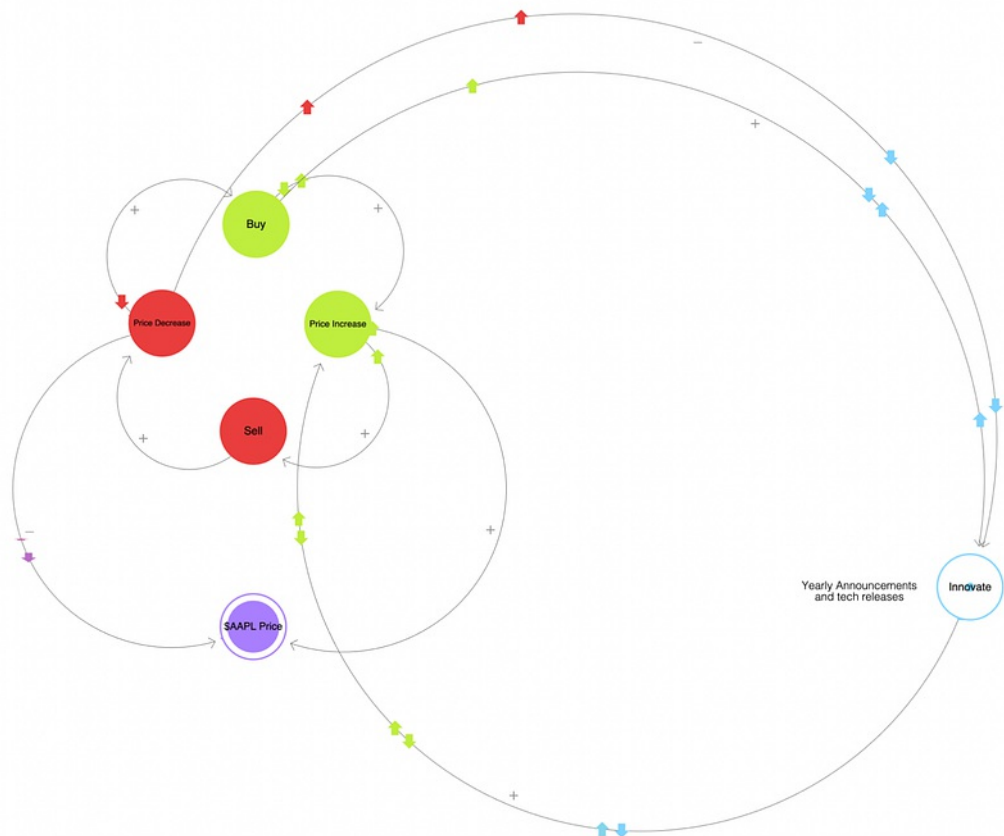 −
+
+
+
Buy
Price Decrease
Price Increase
+
+
Sell
−
+
Yearly Announcements
and tech releases
Innovate
$AAPL Price
+